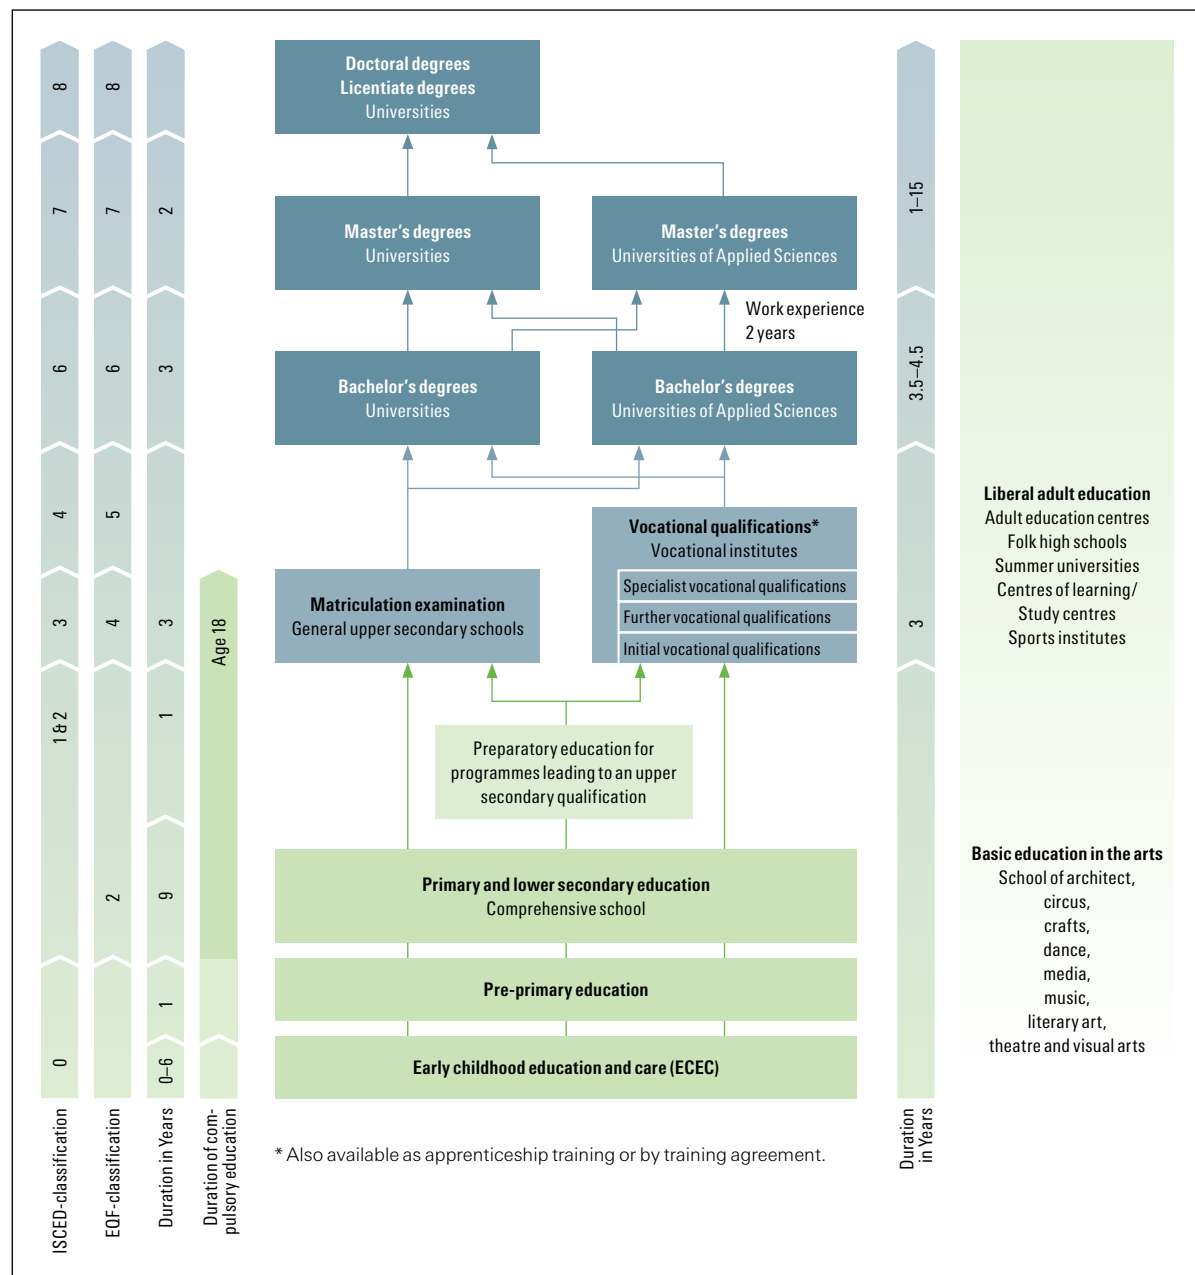 8
7
6
4
3
1 & 2
0
ISCED-classification
8
7
6
5
4
2
EQF-classification
2
3
3
1
9
1
0–6
Duration in Years
Age 18
Duration of com-
pulsory education
Doctoral degrees
Licentiate degrees
Universities
Master's degrees
Universities
Master's degrees
Universities of Applied Sciences
Work experience
2 years
Bachelor's degrees
Universities
Bachelor's degrees
Universities of Applied Sciences
Vocational qualifications*
Vocational institutes
Specialist vocational qualifications
Further vocational qualifications
Initial vocational qualifications
Matriculation examination
General upper secondary schools
Preparatory education for
programmes leading to an upper
secondary qualification
Primary and lower secondary education
Comprehensive school
Pre-primary education
Early childhood education and care (ECEC)
* Also available as apprenticeship training or by training agreement.
1–15
3.5–4.5
3
Duration
in Years
Liberal adult education
Adult education centres
Folk high schools
Summer universities
Centres of learning/
Study centres
Sports institutes
Basic education in the arts
School of architect,
circus,
crafts,
dance,
media,
music,
literary art,
theatre and visual arts